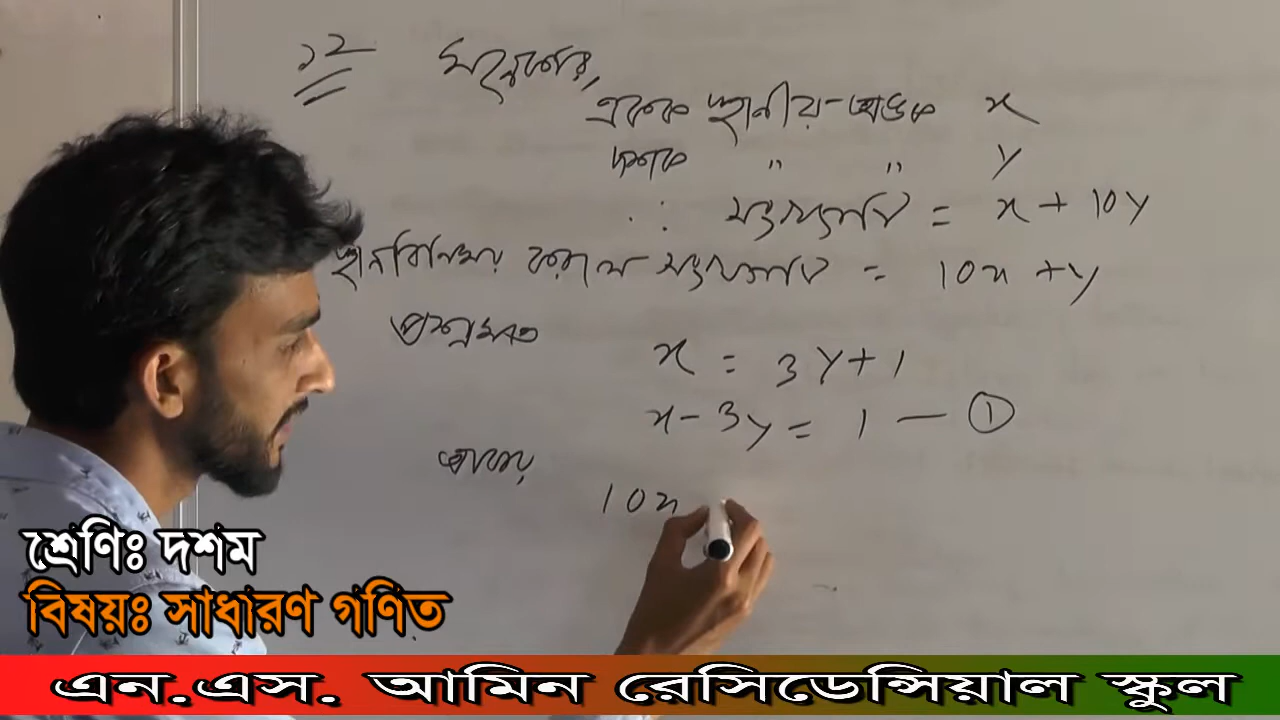 ১২ মনেকরি,
একক স্থানীয় অঙ্ক x
দশক " " y
∴ সংখ্যাটি = x + 10y
স্থান বিনিময় করলে সংখ্যাটি = 10x + y
প্রশ্নমতে
x = 3y + 1
x - 3y = 1 — ①
আবার,
10x
শ্রেণিঃ দশম
বিষয়ঃ সাধারণ গণিত
এন.এস. আমিন রেসিডেন্সিয়াল স্কুল